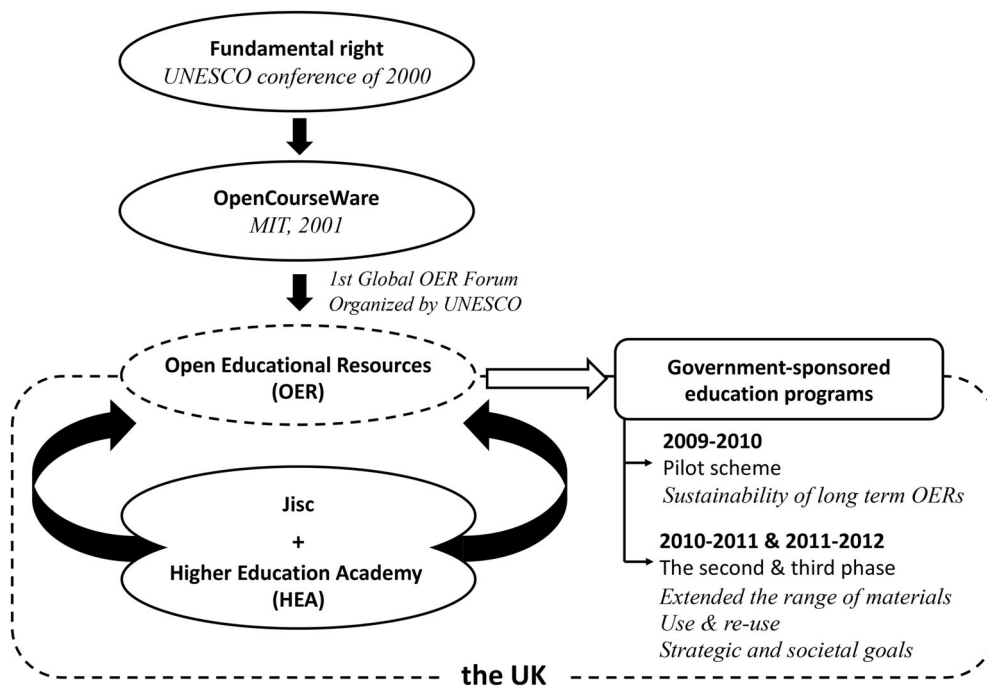 Fundamental right
UNESCO conference of 2000
OpenCourseWare
MIT, 2001
1st Global OER Forum
Organized by UNESCO
Open Educational Resources
(OER)
Government-sponsored
education programs
2009-2010
Pilot scheme
Sustainability of long term OERs
2010-2011 & 2011-2012
The second & third phase
Extended the range of materials
Use & re-use
Strategic and societal goals
Jisc
+
Higher Education Academy
(HEA)
the UK